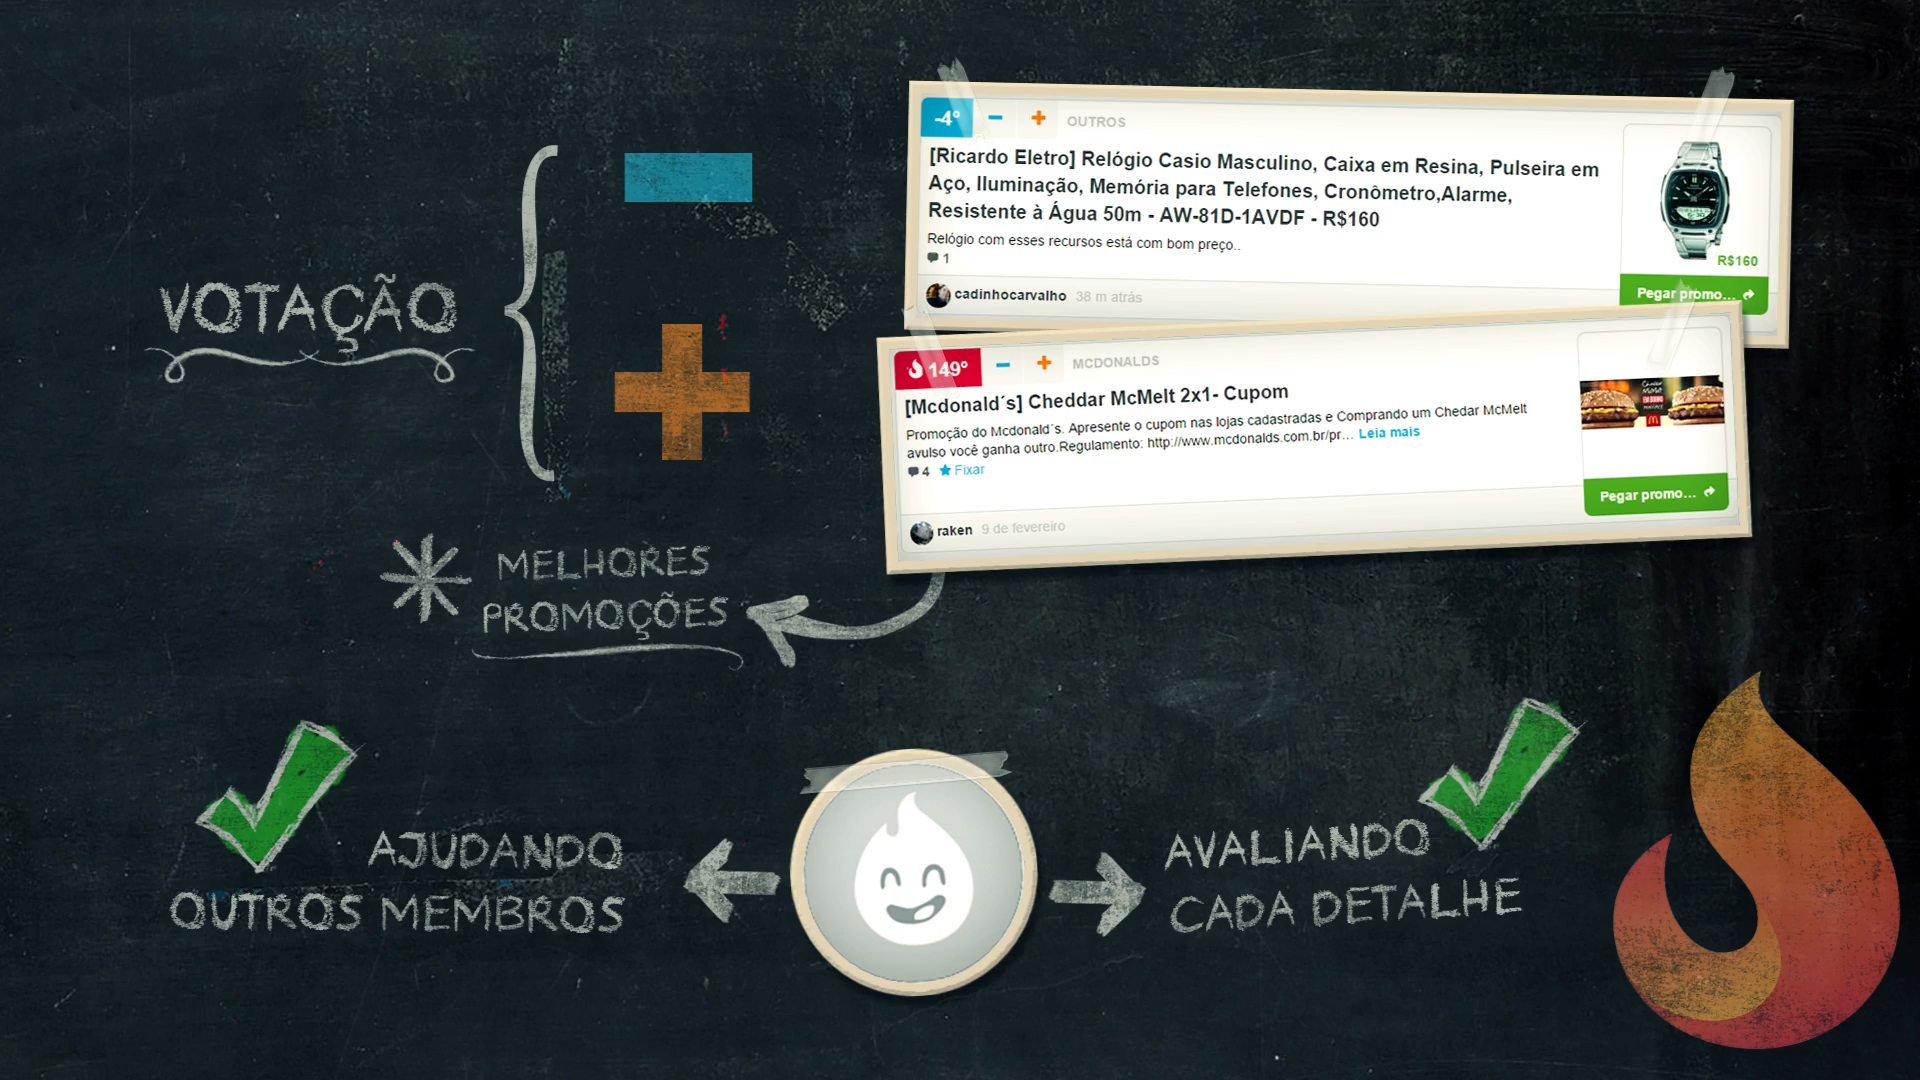 VOTAÇÃO
-4° OUTROS
[Ricardo Eletro] Relógio Casio Masculino, Caixa em Resina, Pulseira em
Aço, Iluminação, Memória para Telefones, Cronômetro,Alarme,
Resistente à Água 50m - AW-81D-1AVDF - R$160
Relógio com esses recursos está com bom preço..
1
cadinhocarvalho 38 m atrás
R$160
Pegar promo...
149° MCDONALDS
[Mcdonald´s] Cheddar McMelt 2x1- Cupom
Promoção do Mcdonald´s. Apresente o cupom nas lojas cadastradas e Comprando um Chedar McMelt
avulso você ganha outro.Regulamento: http://www.mcdonalds.com.br/pr... Leia mais
4 Fixar
raken 9 de fevereiro
Pegar promo...
MELHORES
PROMOÇÕES
AJUDANDO
OUTROS MEMBROS
AVALIANDO
CADA DETALHE